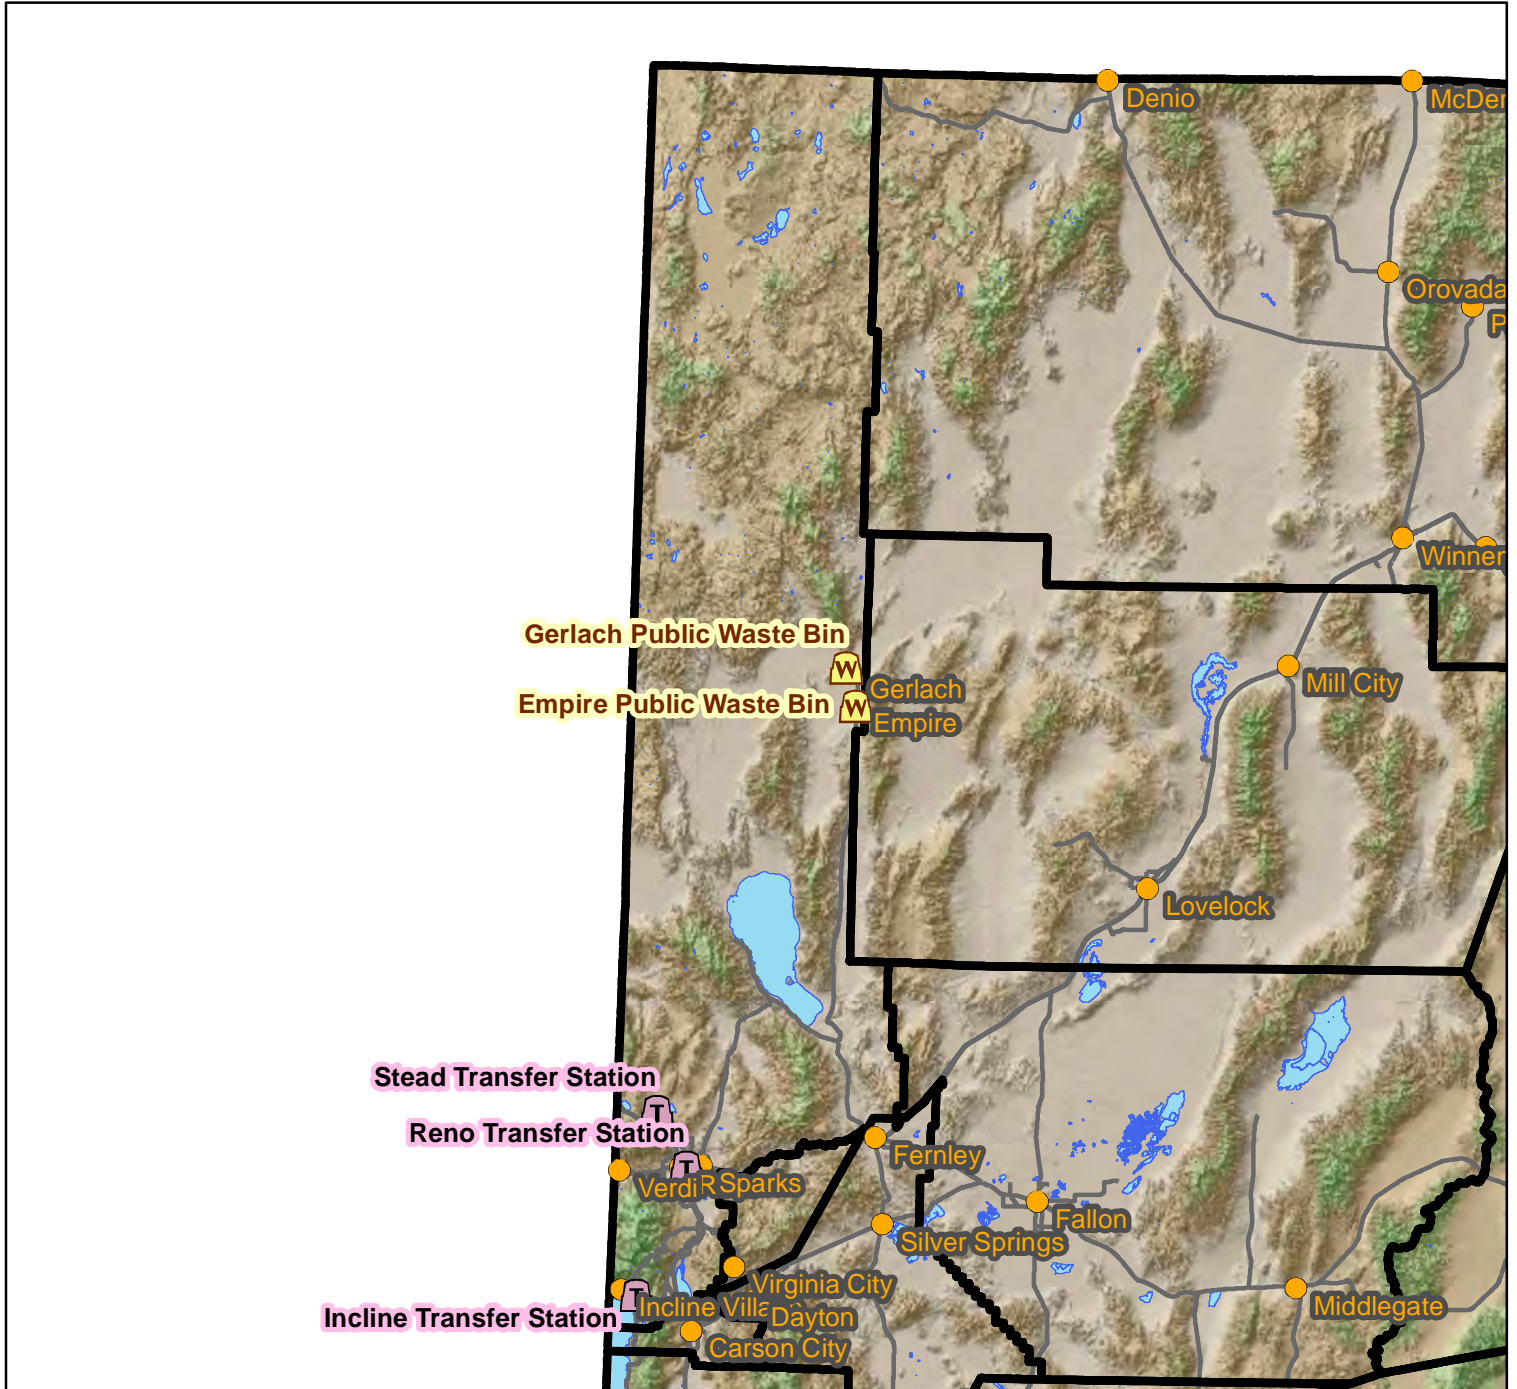 Denio
McDer
Orovada
P
Winner
Gerlach Public Waste Bin
W
Gerlach
Mill City
Empire Public Waste Bin
W
Empire
Lovelock
Stead Transfer Station
T
Reno Transfer Station
T
Fernley
Verdi
R
Sparks
Fallon
Silver Springs
Virginia City
T
Incline Villa
Middlegate
Incline Transfer Station
Dayton
Carson City